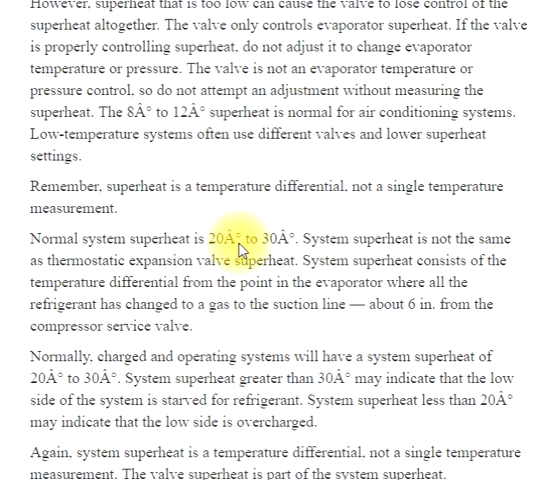 However, superheat that is too low can cause the valve to lose control of the
superheat altogether. The valve only controls evaporator superheat. If the valve
is properly controlling superheat, do not adjust it to change evaporator
temperature or pressure. The valve is not an evaporator temperature or
pressure control, so do not attempt an adjustment without measuring the
superheat. The 8Â° to 12Â° superheat is normal for air conditioning systems.
Low-temperature systems often use different valves and lower superheat
settings.
Remember, superheat is a temperature differential, not a single temperature
measurement.
Normal system superheat is 20Â° to 30Â°. System superheat is not the same
as thermostatic expansion valve superheat. System superheat consists of the
temperature differential from the point in the evaporator where all the
refrigerant has changed to a gas to the suction line — about 6 in. from the
compressor service valve.
Normally, charged and operating systems will have a system superheat of
20Â° to 30Â°. System superheat greater than 30Â° may indicate that the low
side of the system is starved for refrigerant. System superheat less than 20Â°
may indicate that the low side is overcharged.
Again, system superheat is a temperature differential, not a single temperature
measurement. The valve superheat is part of the system superheat.